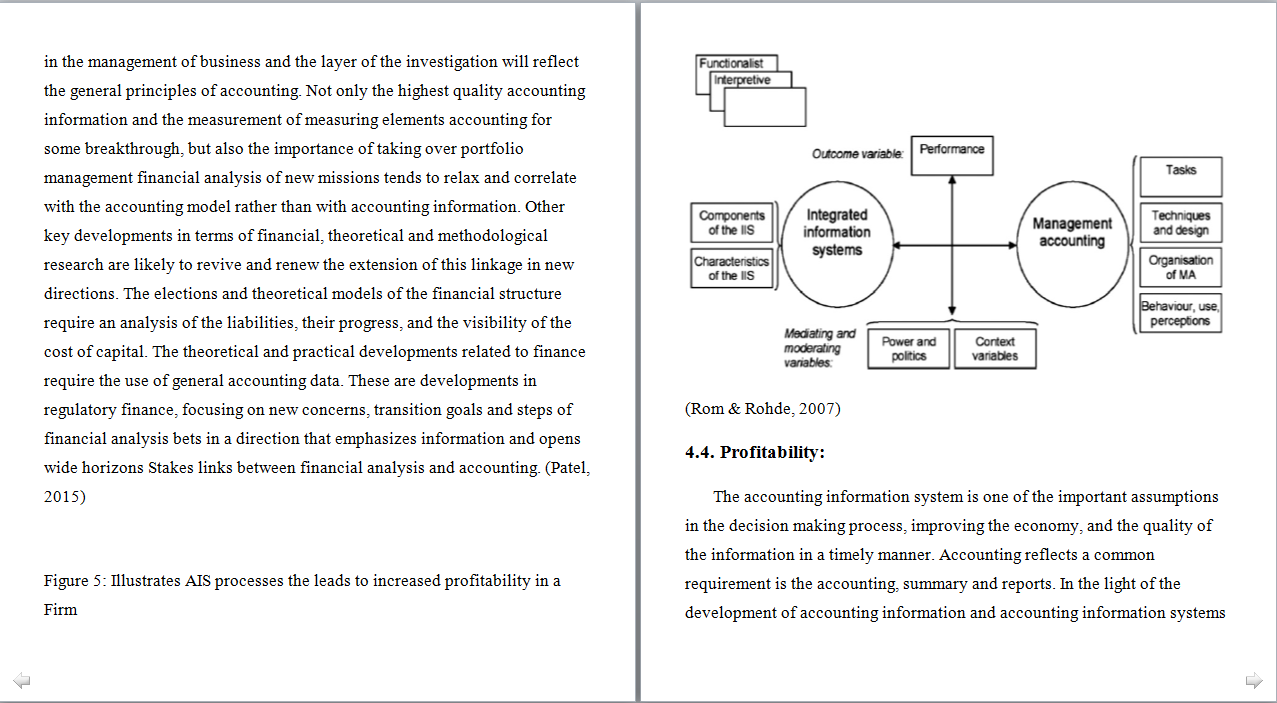 in the management of business and the layer of the investigation will reflect
the general principles of accounting. Not only the highest quality accounting
information and the measurement of measuring elements accounting for
some breakthrough, but also the importance of taking over portfolio
management financial analysis of new missions tends to relax and correlate
with the accounting model rather than with accounting information. Other
key developments in terms of financial, theoretical and methodological
research are likely to revive and renew the extension of this linkage in new
directions. The elections and theoretical models of the financial structure
require an analysis of the liabilities, their progress, and the visibility of the
cost of capital. The theoretical and practical developments related to finance
require the use of general accounting data. These are developments in
regulatory finance, focusing on new concerns, transition goals and steps of
financial analysis bets in a direction that emphasizes information and opens
wide horizons Stakes links between financial analysis and accounting. (Patel,
2015)
Figure 5: Illustrates AIS processes the leads to increased profitability in a
Firm
Functionalist
Interpretive
Outcome variable:
Performance
Components
of the IIS
Characteristics
of the IIS
Integrated
information
systems
Management
accounting
Tasks
Techniques
and design
Organisation
of MA
Behaviour, use,
perceptions
Mediating and
moderating
variables:
Power and
politics
Context
variables
(Rom & Rohde, 2007)
4.4. Profitability:
The accounting information system is one of the important assumptions
in the decision making process, improving the economy, and the quality of
the information in a timely manner. Accounting reflects a common
requirement is the accounting, summary and reports. In the light of the
development of accounting information and accounting information systems